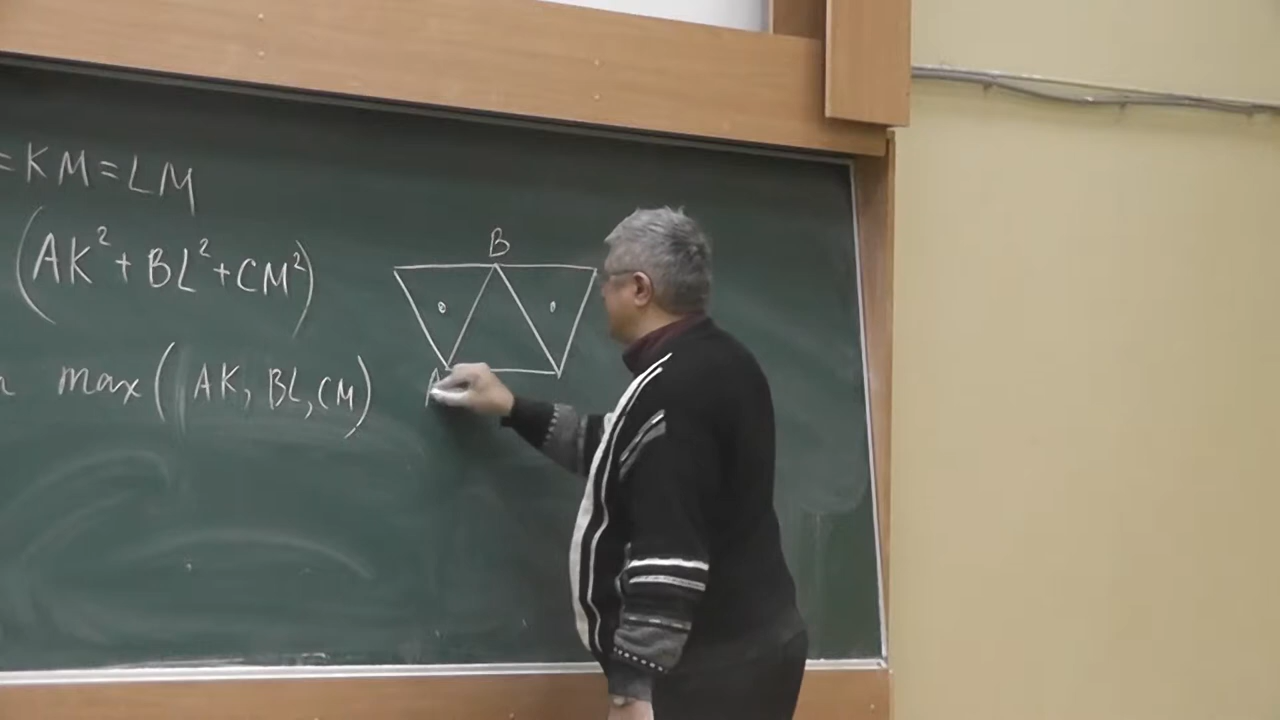 =KM=LM
(AK²+BL²+CM²)
max(AK, BL, CM)
B
A